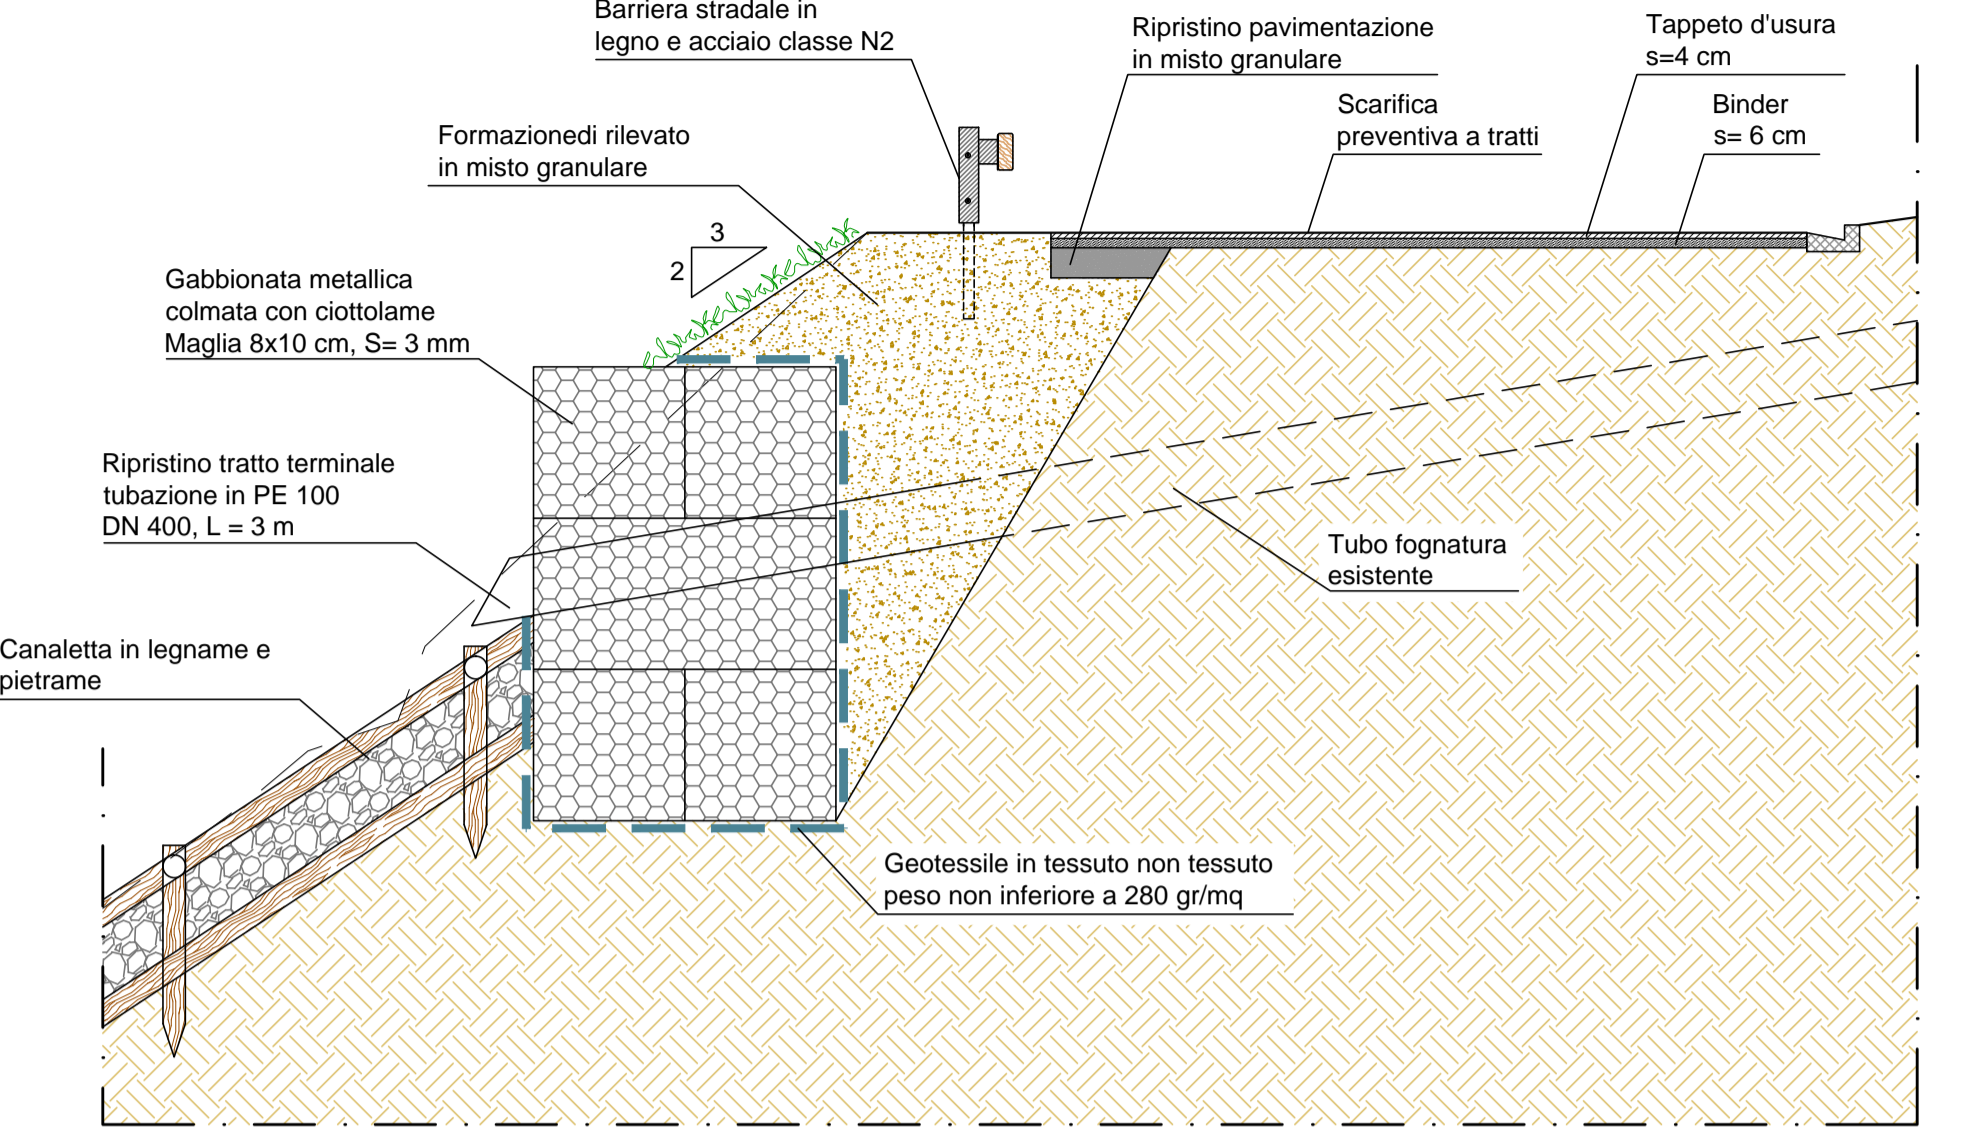 Barriera stradale in
legno e acciaio classe N2
Ripristino pavimentazione
in misto granulare
Tappeto d'usura
s=4 cm
Scarifica
preventiva a tratti
Binder
s= 6 cm
Formazionedi rilevato
in misto granulare
3
2
Gabbionata metallica
colmata con ciottolame
Maglia 8x10 cm, S= 3 mm
Ripristino tratto terminale
tubazione in PE 100
DN 400, L = 3 m
Tubo fognatura
esistente
Canaletta in legname e
pietrame
Geotessile in tessuto non tessuto
peso non inferiore a 280 gr/mq